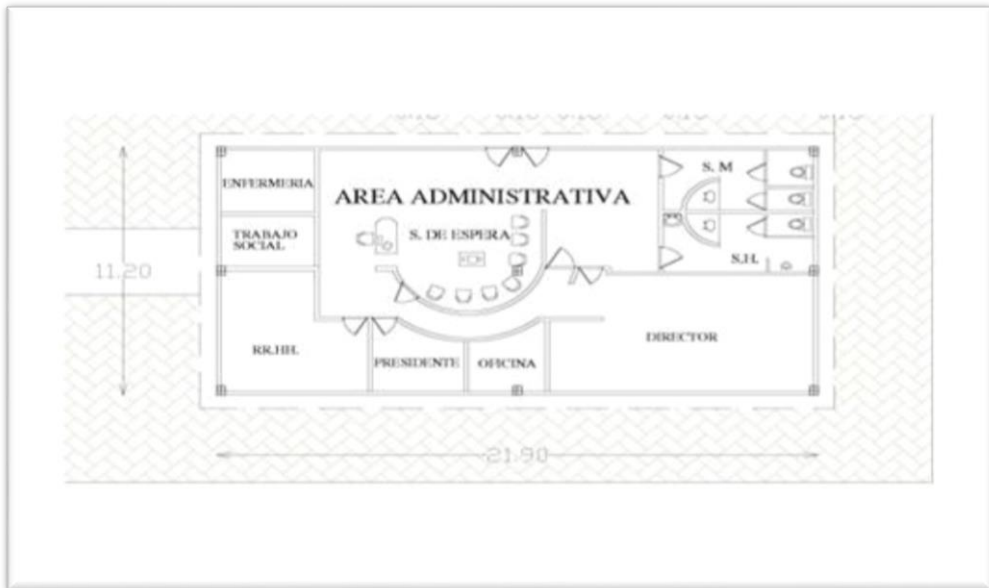 ENFERMERIA
S. M
AREA ADMINISTRATIVA
TRABAJO
SOCIAL
S. DE ESPERA
S.H.
11.20
RR.HH.
PRESIDENTE
OFICINA
DIRECTOR
21.90